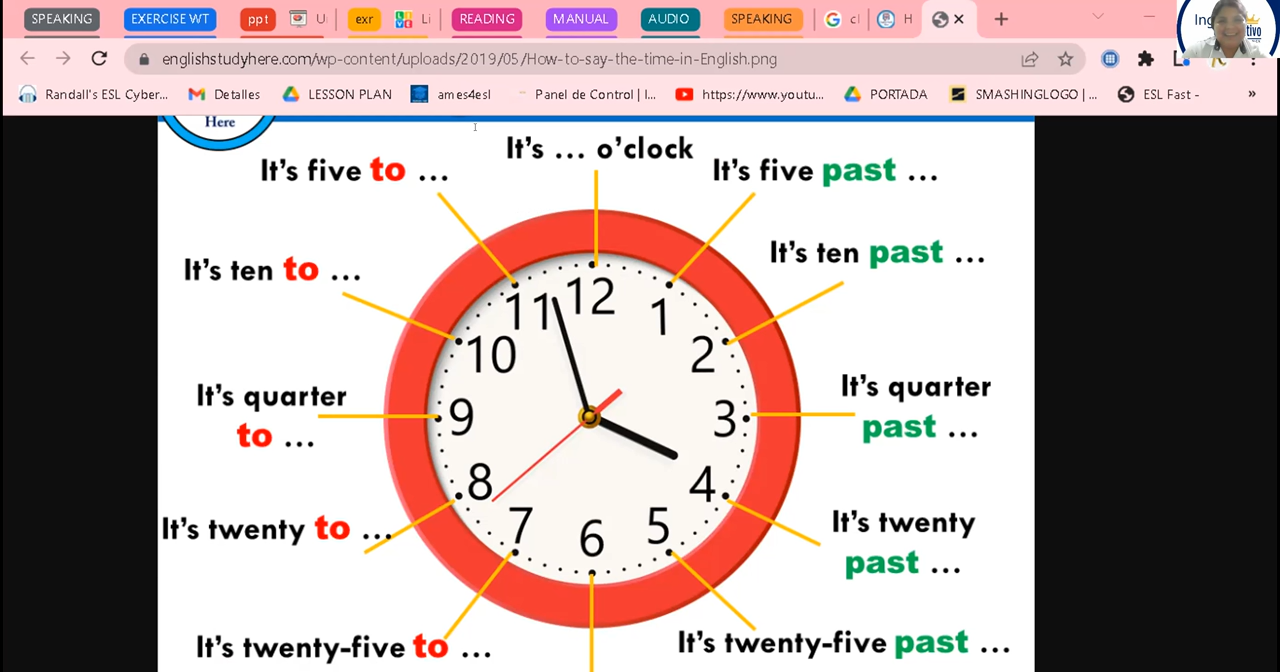 SPEAKING EXERCISE WT ppt exr Li READING MANUAL AUDIO SPEAKING H
englishstudyhere.com/wp-content/uploads/2019/05/How-to-say-the-time-in-English.png
Randall's ESL Cyber... Detalles LESSON PLAN ames4esl Panel de Control | I... https://www.youtu... PORTADA SMASHINGLOGO | ... ESL Fast - »
Here
It's … o'clock
It's five to …
It's five past …
It's ten to …
It's ten past …
It's quarter
to …
It's quarter
past …
It's twenty to …
It's twenty
past …
It's twenty-five to …
It's twenty-five past …
12
11
1
10
2
9
3
8
4
7
5
6